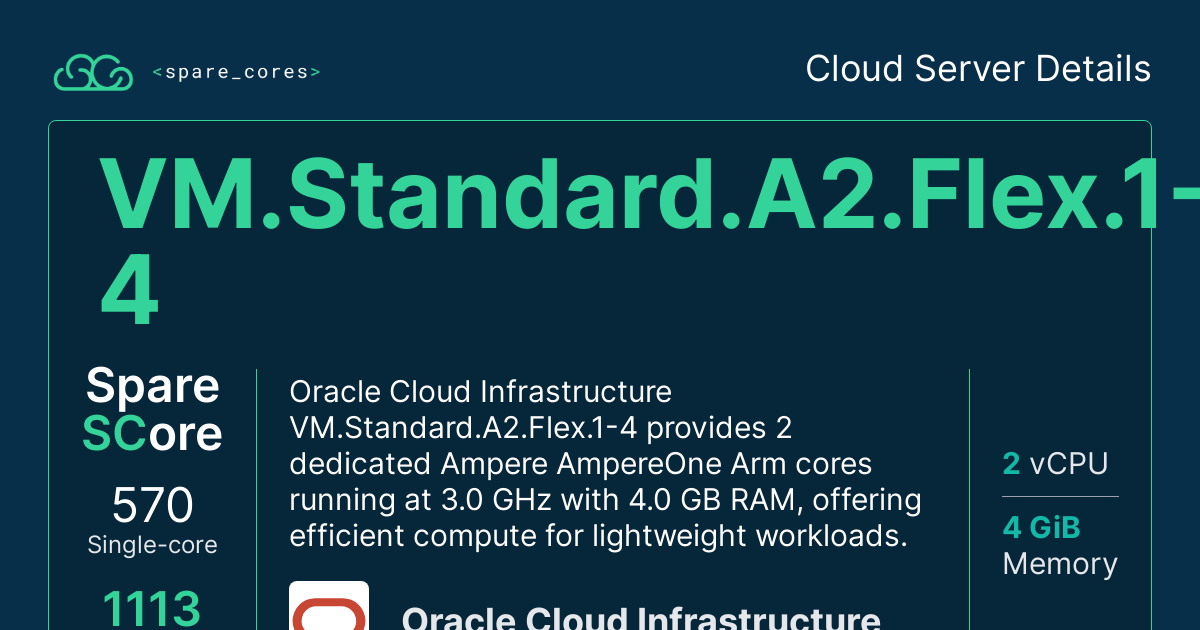 <spare_cores>
Cloud Server Details
VM.Standard.A2.Flex.1-
4
Spare
SCore
570
Single-core
1113
Oracle Cloud Infrastructure
VM.Standard.A2.Flex.1-4 provides 2
dedicated Ampere AmpereOne Arm cores
running at 3.0 GHz with 4.0 GB RAM, offering
efficient compute for lightweight workloads.
Oracle Cloud Infrastructure
2 vCPU
4 GiB
Memory